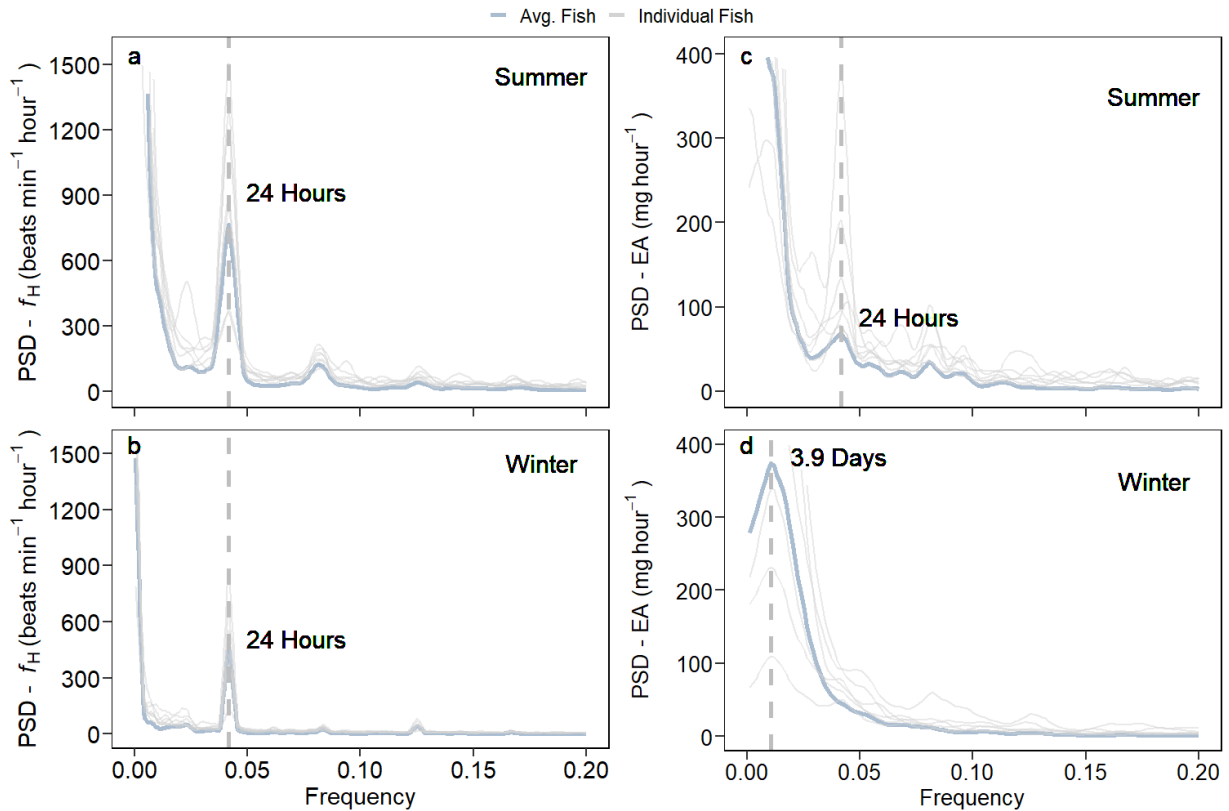 Avg. Fish Individual Fish
a
Summer
24 Hours
PSD - fH (beats min⁻¹ hour⁻¹)
1500
1200
900
600
300
0
b
Winter
24 Hours
PSD - fH (beats min⁻¹ hour⁻¹)
1500
1200
900
600
300
0
0.00 0.05 0.10 0.15 0.20
Frequency
c
Summer
24 Hours
PSD - EA (mg hour⁻¹)
400
300
200
100
0
d
3.9 Days
Winter
PSD - EA (mg hour⁻¹)
400
300
200
100
0
0.00 0.05 0.10 0.15 0.20
Frequency